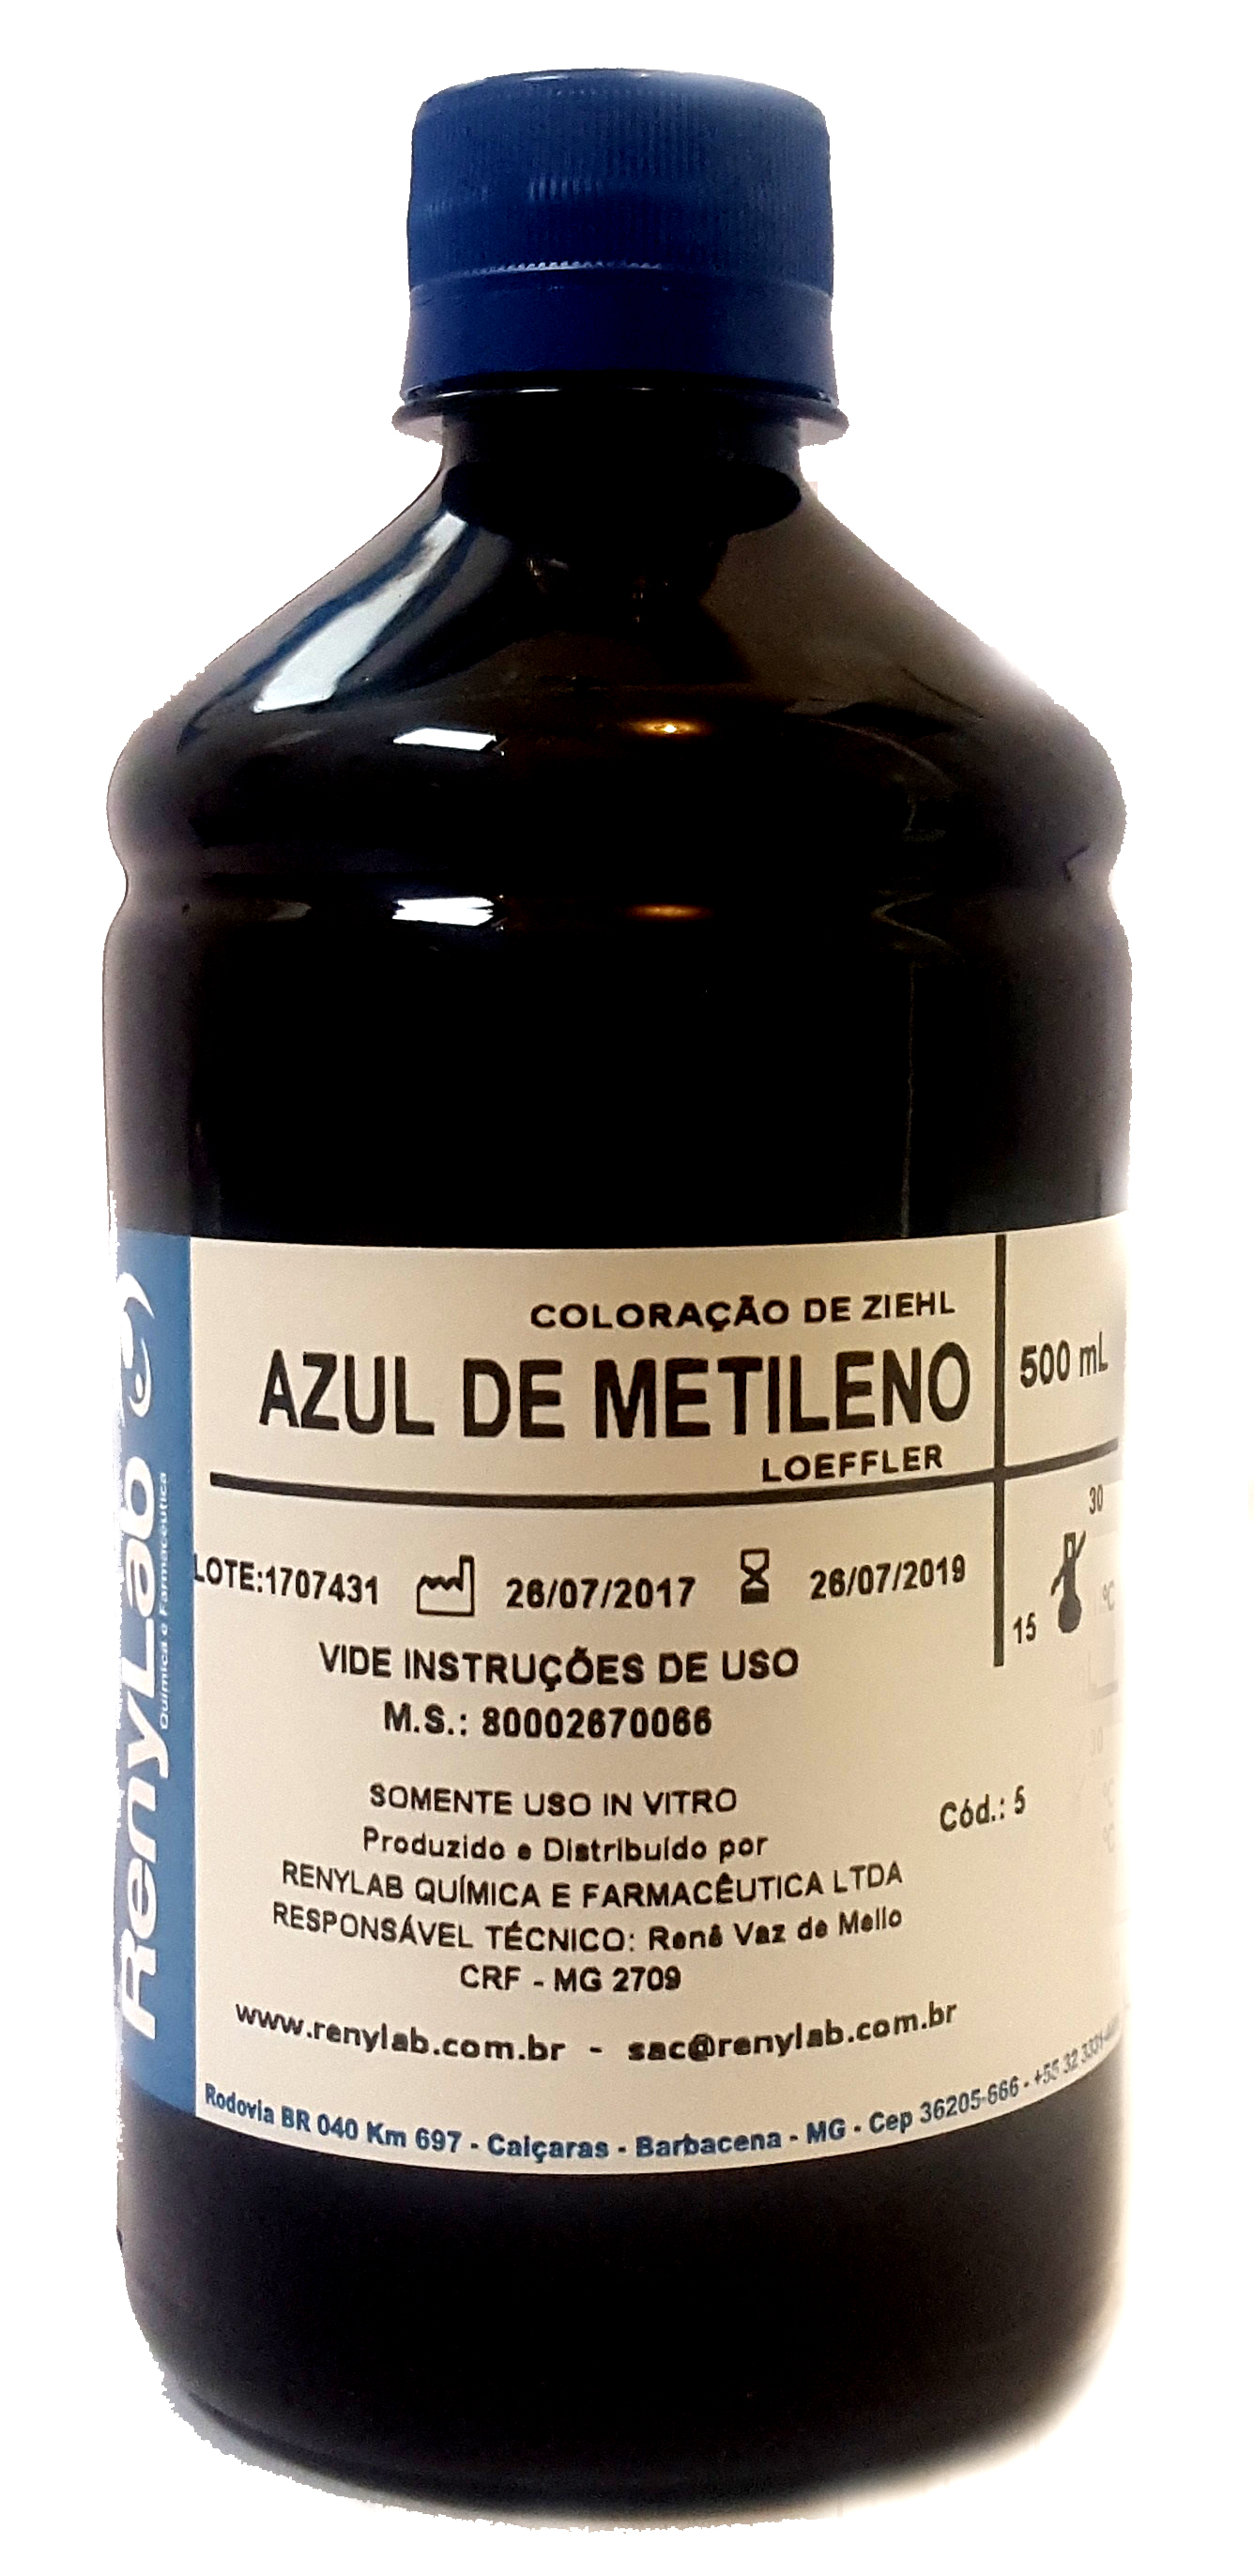 RenyLab
Química e Farmacêutica
COLORAÇÃO DE ZIEHL
AZUL DE METILENO
LOEFFLER
500 mL
30
°C
15
LOTE:1707431 26/07/2017 26/07/2019
VIDE INSTRUÇÕES DE USO
M.S.: 80002670066
SOMENTE USO IN VITRO
Cód.: 5
Produzido e Distribuído por
RENYLAB QUÍMICA E FARMACÊUTICA LTDA
RESPONSÁVEL TÉCNICO: Renê Vaz de Mello
CRF - MG 2709
www.renylab.com.br - sac@renylab.com.br
Rodovia BR 040 Km 697 - Caiçaras - Barbacena - MG - Cep 36205-666 - +55 32